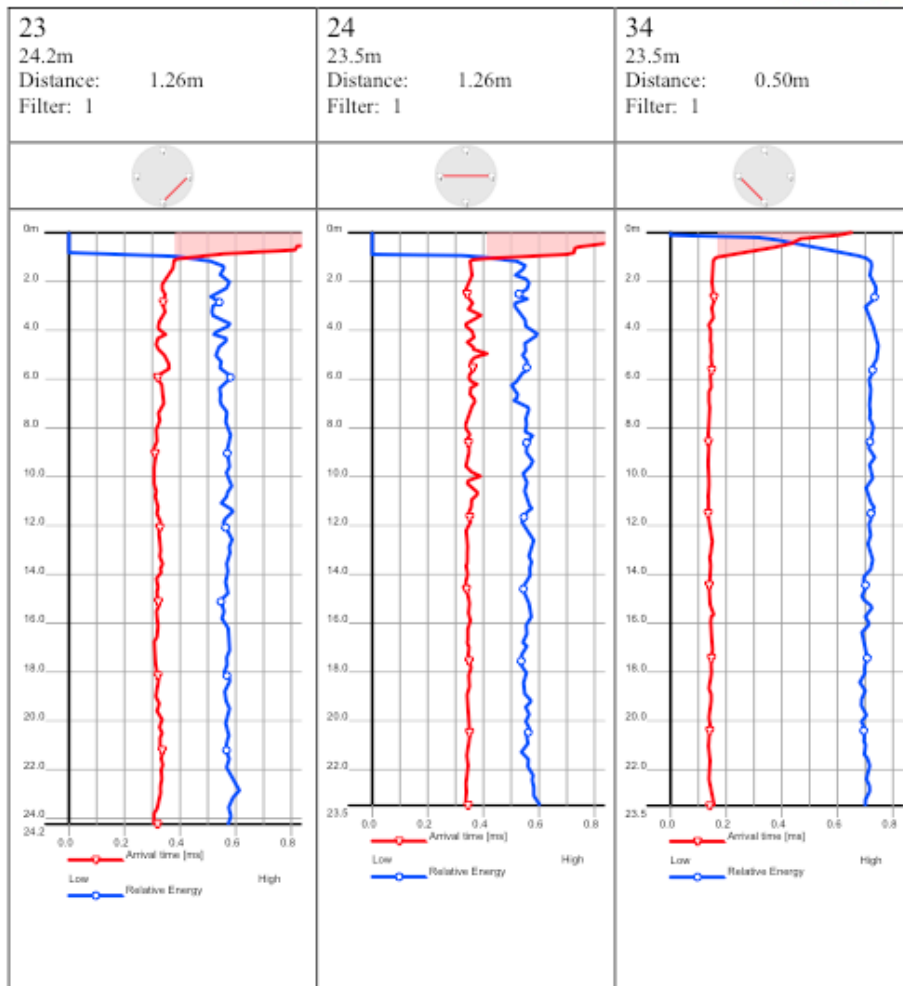 23
24.2m
Distance: 1.26m
Filter: 1
0m
2.0
4.0
6.0
8.0
10.0
12.0
14.0
16.0
18.0
20.0
22.0
24.0
24.2
0.0 0.2 0.4 0.6 0.8
Arrival time [ms]
Low High
Relative Energy
24
23.5m
Distance: 1.26m
Filter: 1
0m
2.0
4.0
6.0
8.0
10.0
12.0
14.0
16.0
18.0
20.0
22.0
23.5
0.0 0.2 0.4 0.6 0.8
Arrival time [ms]
Low High
Relative Energy
34
23.5m
Distance: 0.50m
Filter: 1
0m
2.0
4.0
6.0
8.0
10.0
12.0
14.0
16.0
18.0
20.0
22.0
23.5
0.0 0.2 0.4 0.6 0.8
Arrival time [ms]
Low High
Relative Energy